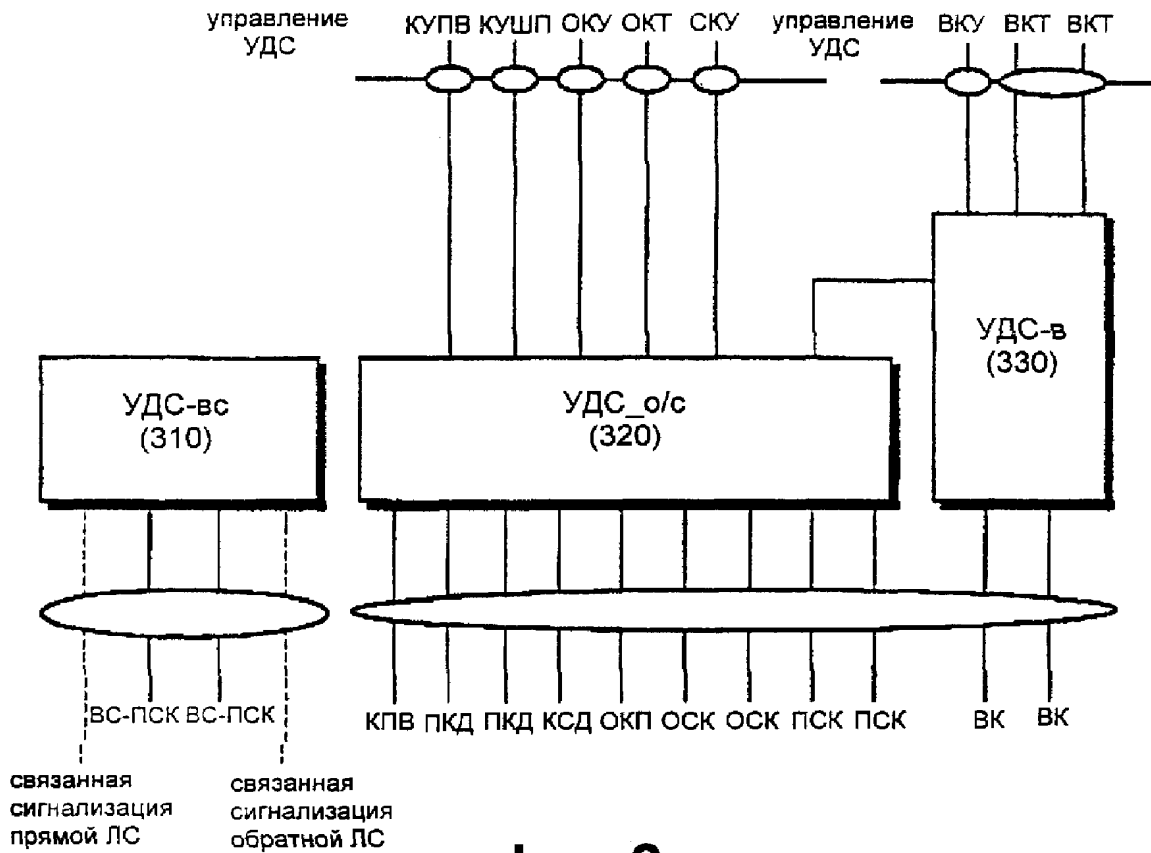 управление
УДС
КУПВ КУШП ОКУ ОКТ СКУ
управление
УДС
ВКУ ВКТ ВКТ
УДС-вс
(310)
УДС_о/с
(320)
УДС-в
(330)
ВС-ПСК ВС-ПСК
КПВ ПКД ПКД КСД ОКП ОСК ОСК ПСК ПСК
ВК ВК
связанная
сигнализация
прямой ЛС
связанная
сигнализация
обратной ЛС